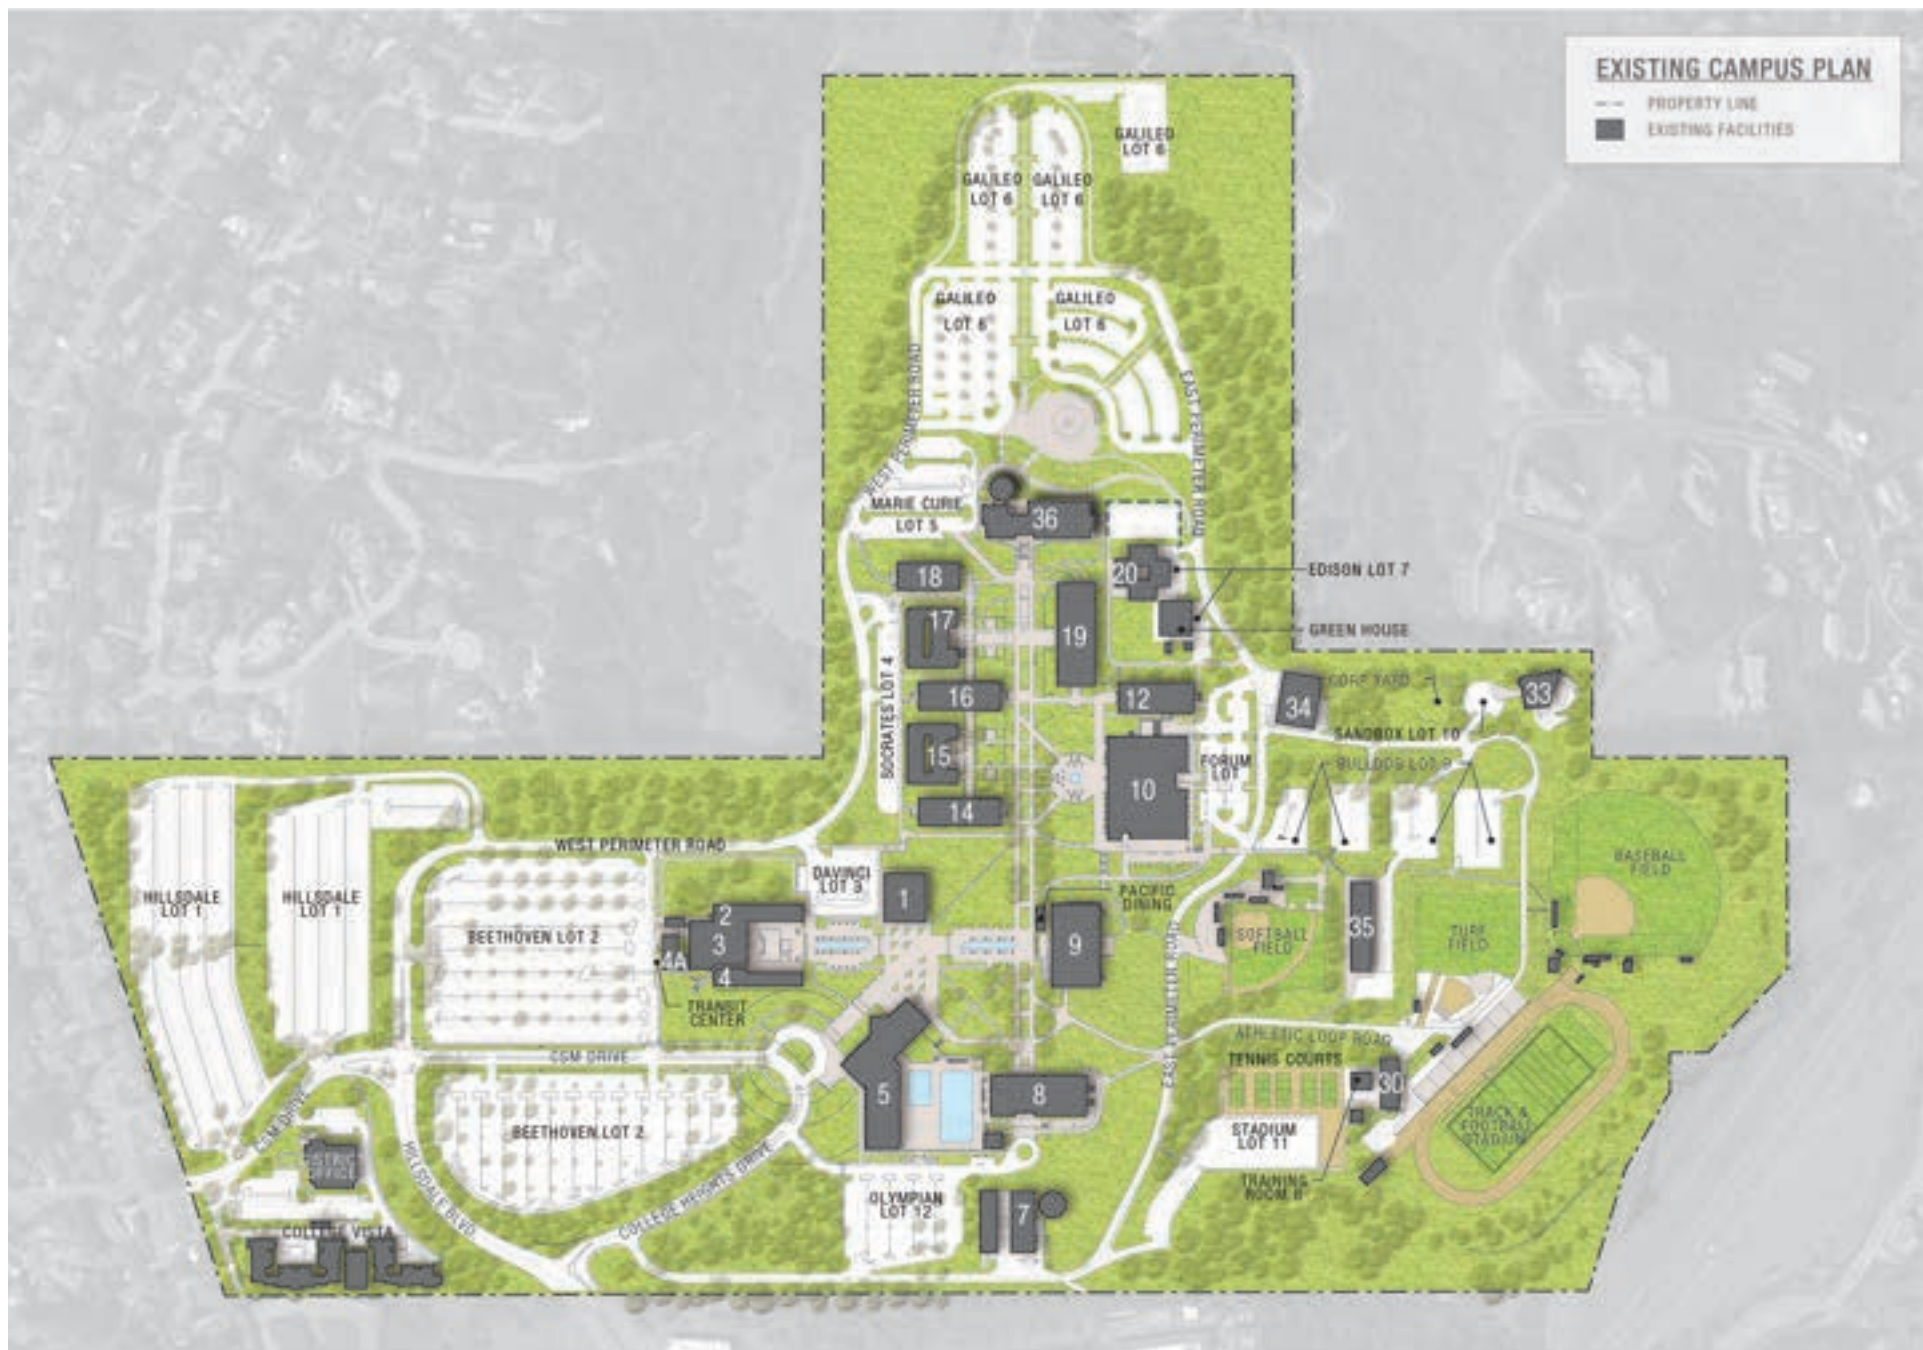 EXISTING CAMPUS PLAN
PROPERTY LINE
EXISTING FACILITIES
GALILEO
LOT 6
GALILEO
LOT 6
GALILEO
LOT 6
GALILEO
LOT 6
GALILEO
LOT 6
WEST PERIMETER ROAD
EAST PERIMETER ROAD
MARIE CURIE
LOT 5
36
18
20
EDISON LOT 7
17
19
GREEN HOUSE
SOCRATES LOT 4
16
12
34
CORP YARD
33
SANDBOX LOT 10
15
10
FORUM
LOT
BULLDOG LOT 9
14
WEST PERIMETER ROAD
DAVINCI
LOT 3
1
PACIFIC
DINING
BASEBALL
FIELD
HILLSDALE
LOT 1
HILLSDALE
LOT 1
BEETHOVEN LOT 2
2
3
4
4A
9
SOFTBALL
FIELD
35
TURF
FIELD
TRANSIT
CENTER
EAST PERIMETER ROAD
ATHLETIC LOOP ROAD
CSM DRIVE
TENNIS COURTS
5
8
30
CSM DRIVE
BEETHOVEN LOT 2
STADIUM
LOT 11
TRACK &
FOOTBALL
STADIUM
HILLSDALE BLVD.
COLLEGE HEIGHTS DRIVE
OLYMPIAN
LOT 12
7
TRAINING
ROOM
COLLEGE VISTA